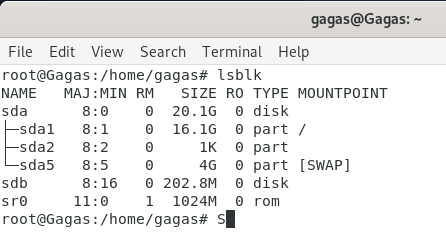 gagas@Gagas: ~
File Edit View Search Terminal Help
root@Gagas:/home/gagas# lsblk
NAME   MAJ:MIN RM   SIZE RO TYPE MOUNTPOINT
sda      8:0    0  20.1G  0 disk
├─sda1   8:1    0  16.1G  0 part /
├─sda2   8:2    0     1K  0 part
└─sda5   8:5    0     4G  0 part [SWAP]
sdb      8:16   0 202.8M  0 disk
sr0     11:0    1  1024M  0 rom
root@Gagas:/home/gagas# S